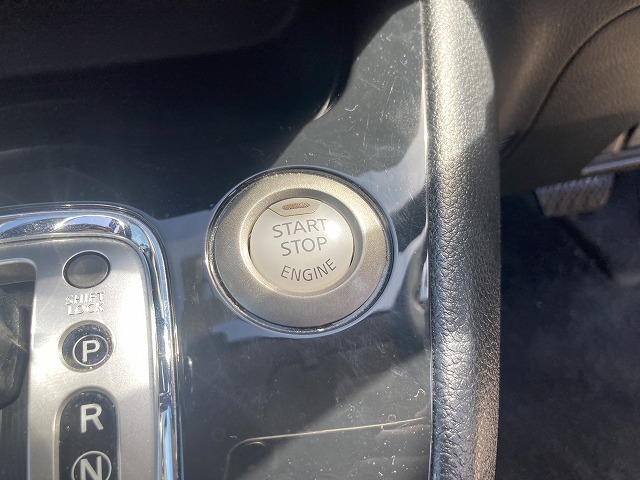 START
STOP
ENGINE
SHIFT
LOCK
P
R
N